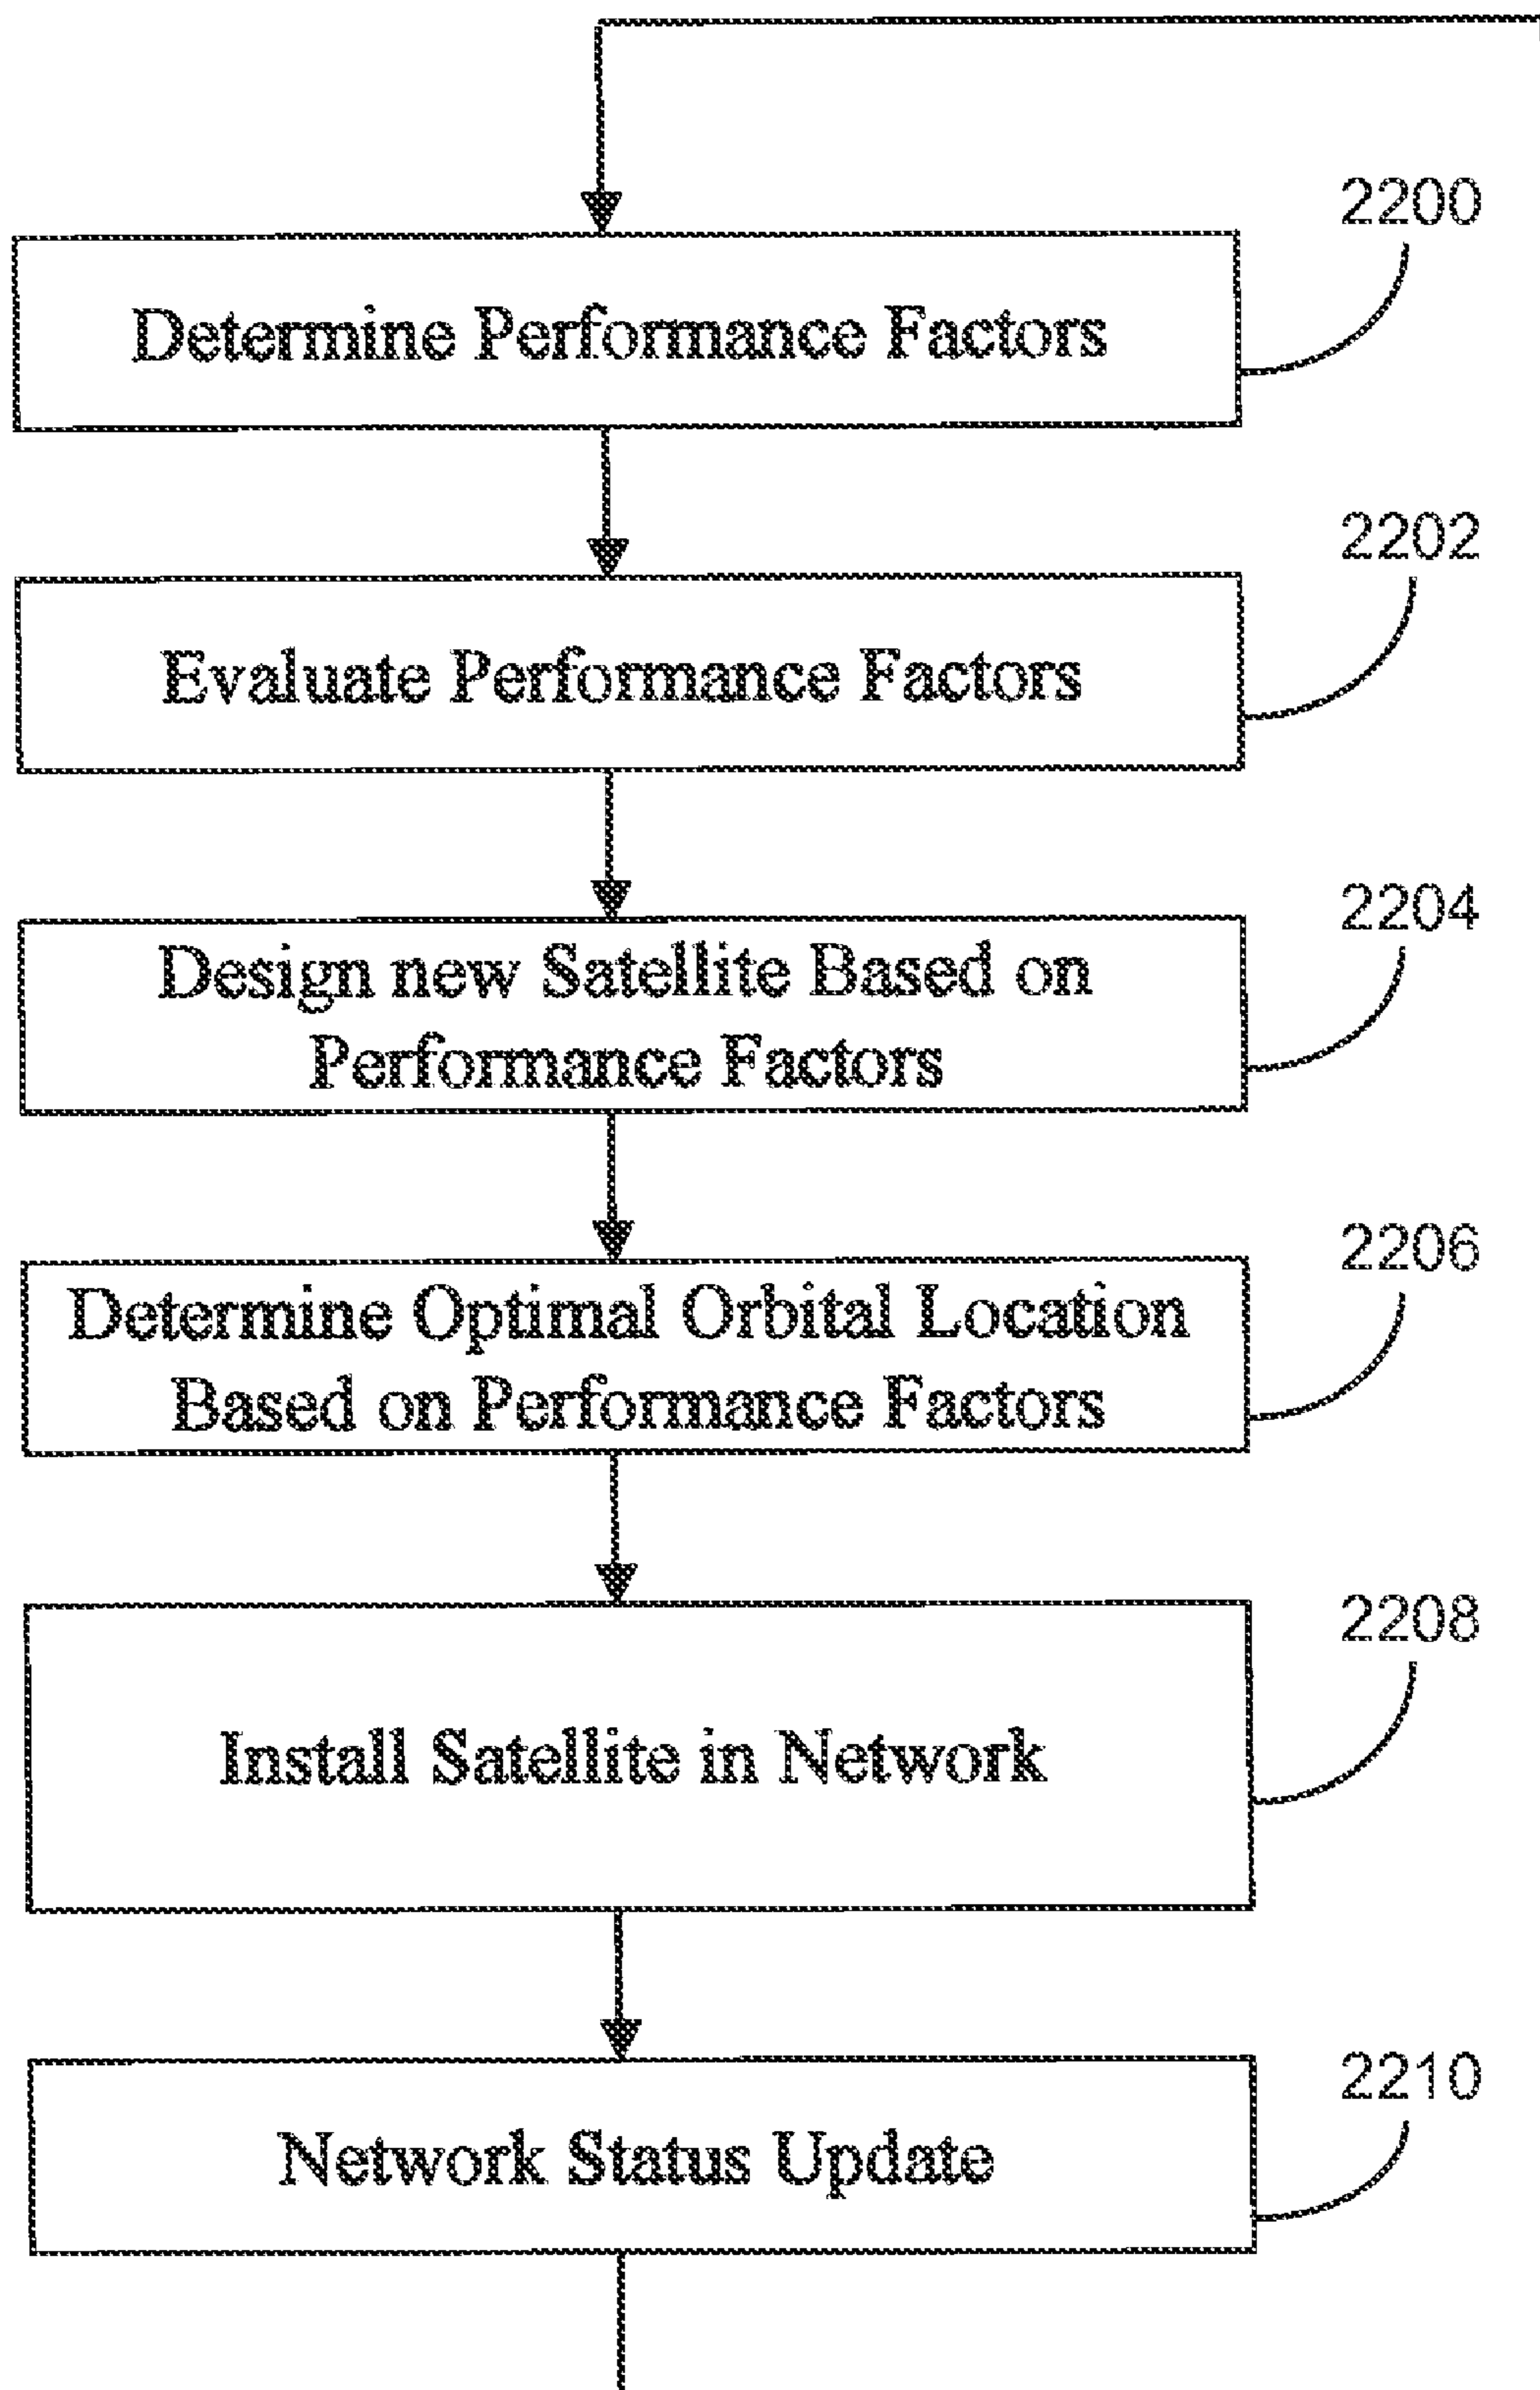 2200
Determine Performance Factors
2202
Evaluate Performance Factors
2204
Design new Satellite Based on
Performance Factors
2206
Determine Optimal Orbital Location
Based on Performance Factors
2208
Install Satellite in Network
2210
Network Status Update